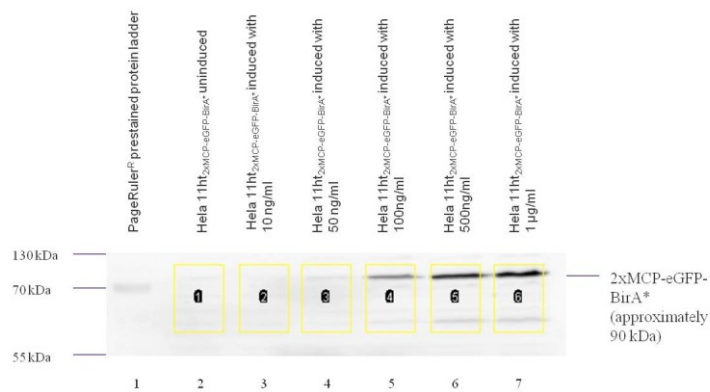 PageRulerR prestained protein ladder
Hela 11ht2xMCP-eGFP-BirA* uninduced
Hela 11ht2xMCP-eGFP-BirA* induced with
10 ng/ml
Hela 11ht2xMCP-eGFP-BirA* induced with
50 ng/ml
Hela 11ht2xMCP-eGFP-BirA* induced with
100ng/ml
Hela 11ht2xMCP-eGFP-BirA* induced with
500ng/ml
Hela 11ht2xMCP-eGFP-BirA* induced with
1 µg/ml
130 kDa
70 kDa
55 kDa
1 2 3 4 5 6
2xMCP-eGFP-
BirA*
(approximately
90 kDa)
1 2 3 4 5 6 7